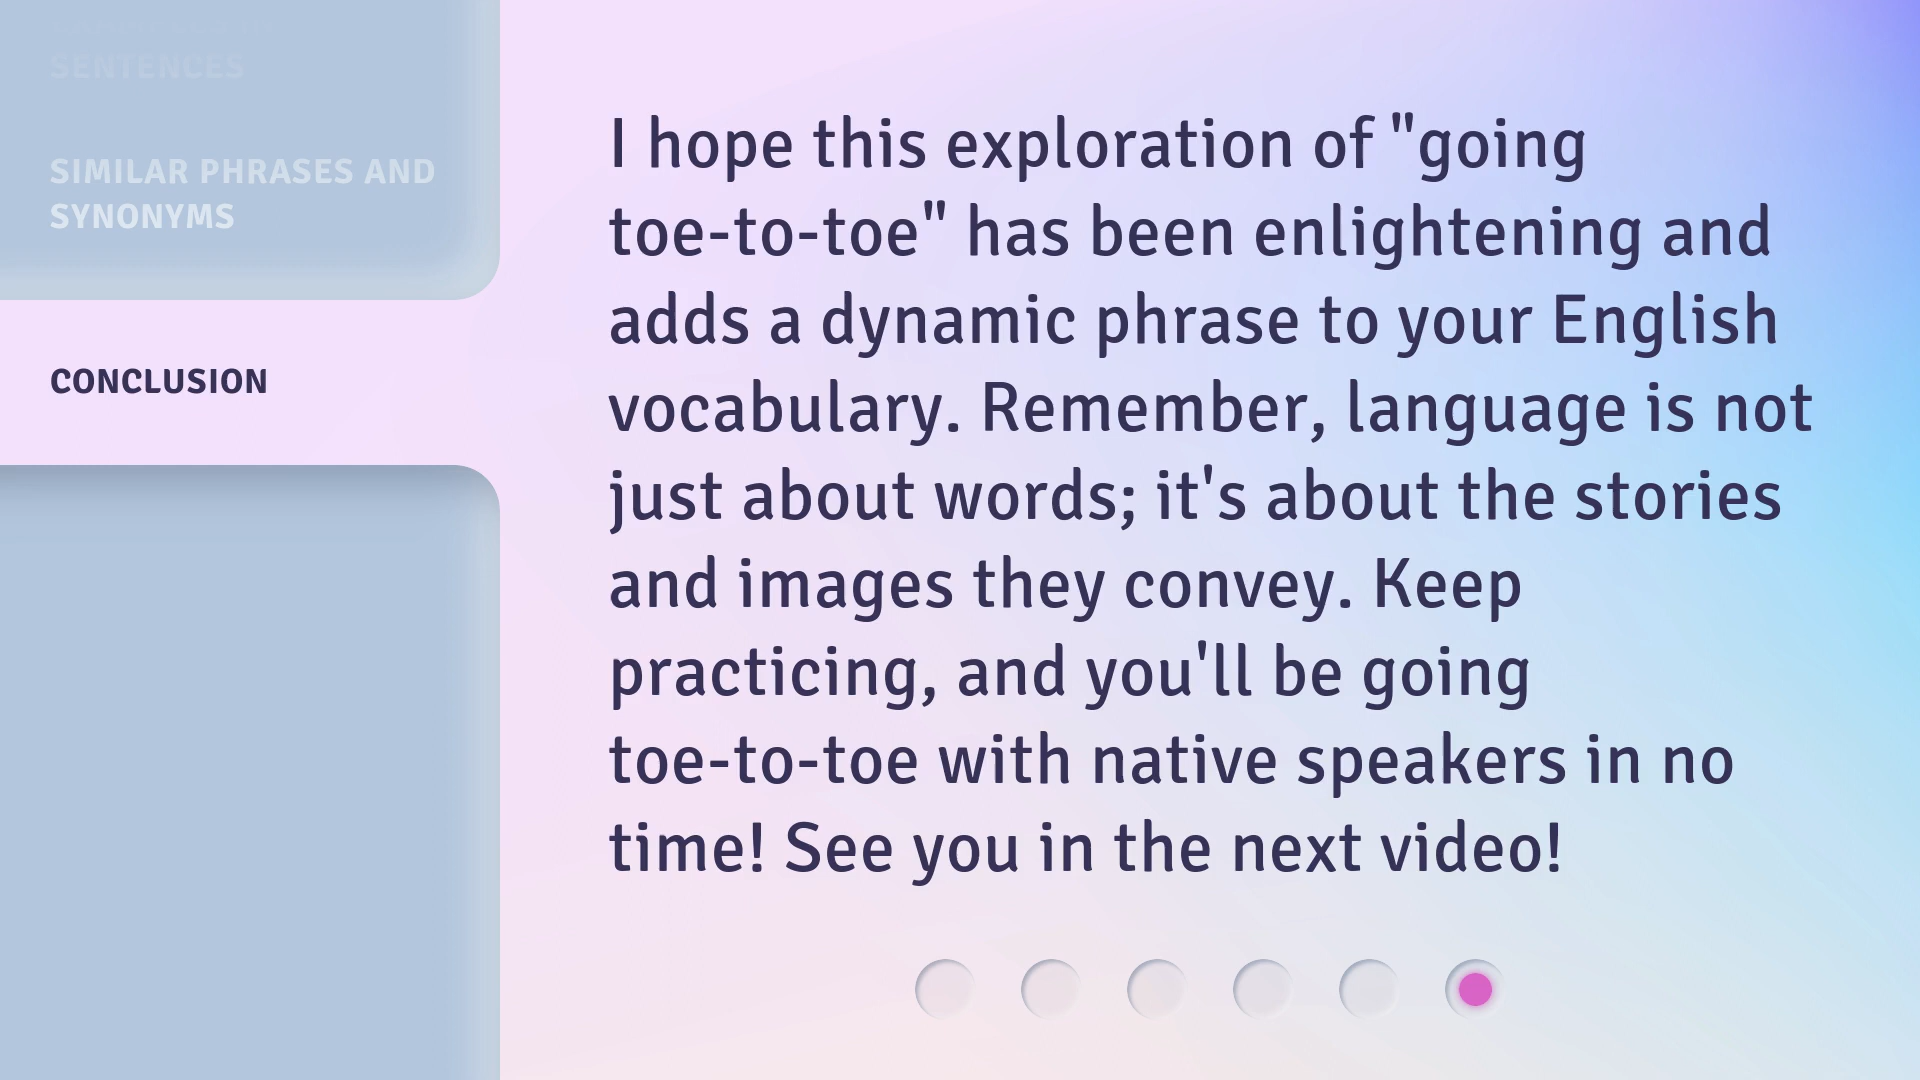 SENTENCES
SIMILAR PHRASES AND
SYNONYMS
CONCLUSION
I hope this exploration of "going
toe-to-toe" has been enlightening and
adds a dynamic phrase to your English
vocabulary. Remember, language is not
just about words; it's about the stories
and images they convey. Keep
practicing, and you'll be going
toe-to-toe with native speakers in no
time! See you in the next video!